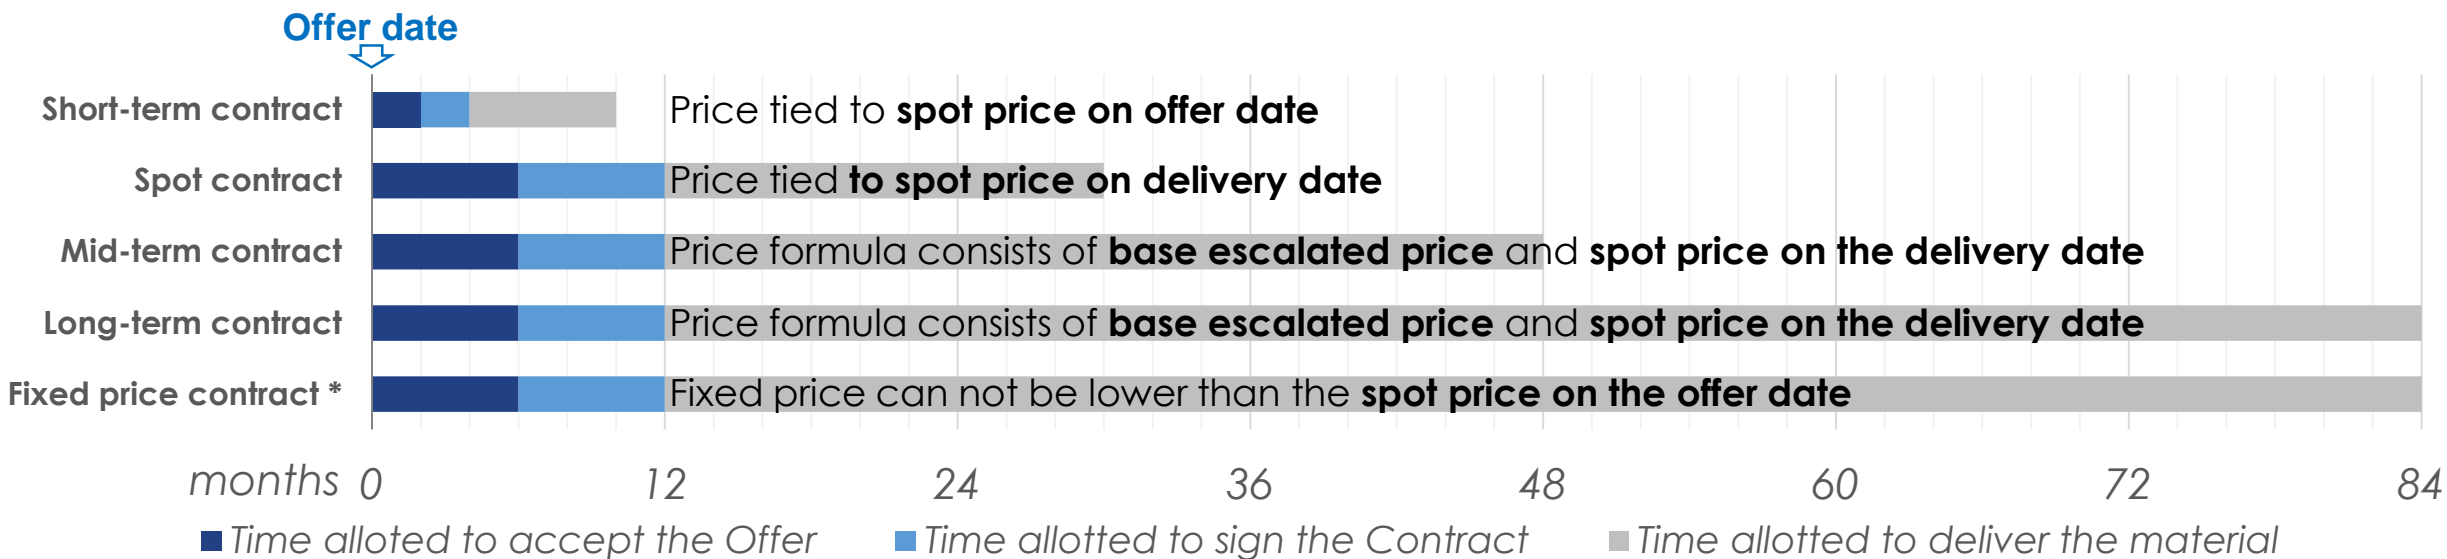 Offer date
Short-term contract Price tied to spot price on offer date
Spot contract Price tied to spot price on delivery date
Mid-term contract Price formula consists of base escalated price and spot price on the delivery date
Long-term contract Price formula consists of base escalated price and spot price on the delivery date
Fixed price contract * Fixed price can not be lower than the spot price on the offer date
months 0 12 24 36 48 60 72 84
Time alloted to accept the Offer Time allotted to sign the Contract Time allotted to deliver the material